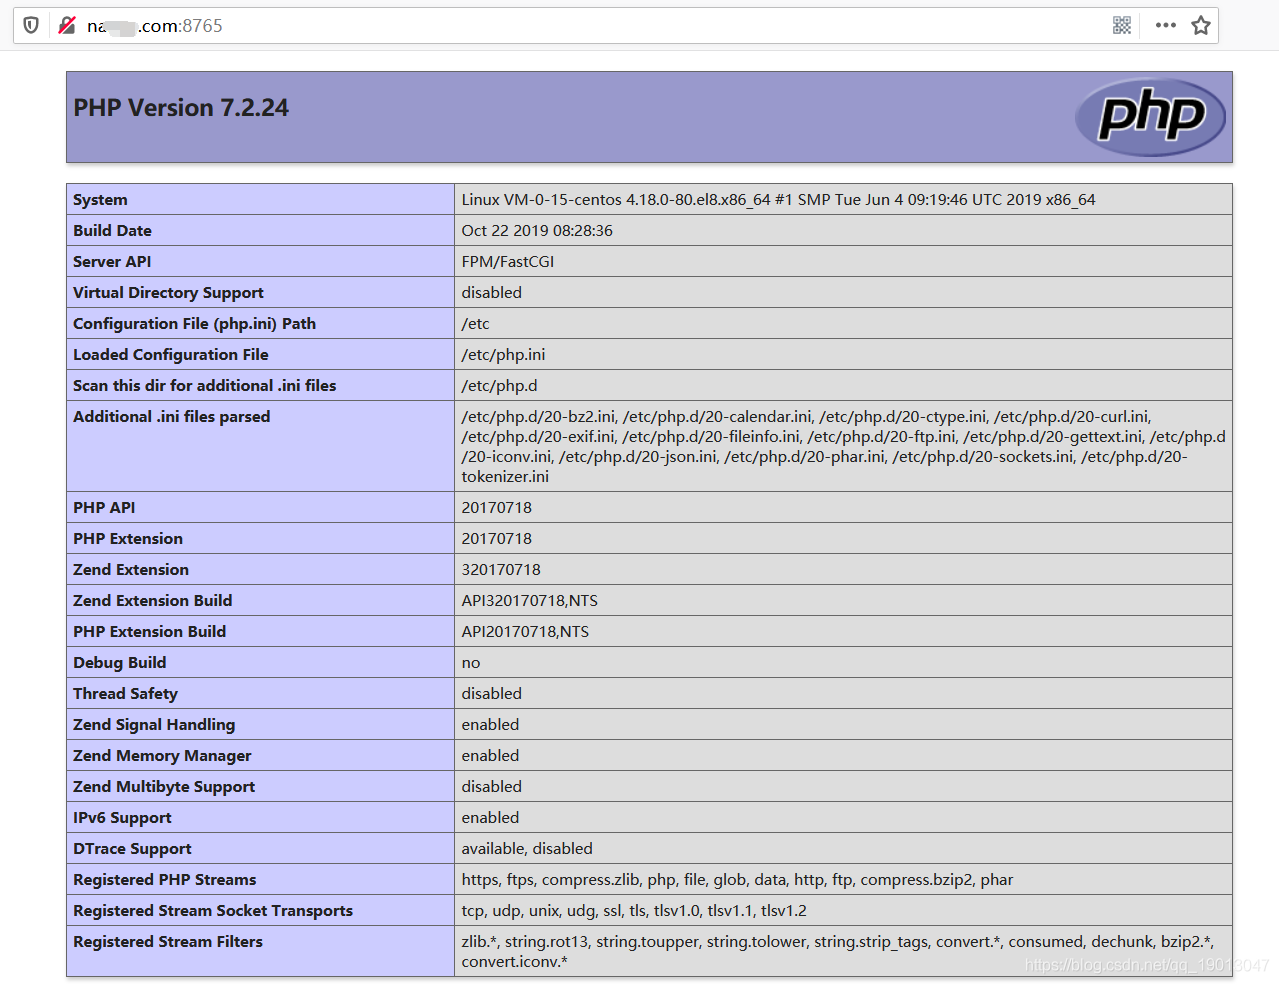 na .com:8765
PHP Version 7.2.24
php
System Linux VM-0-15-centos 4.18.0-80.el8.x86_64 #1 SMP Tue Jun 4 09:19:46 UTC 2019 x86_64
Build Date Oct 22 2019 08:28:36
Server API FPM/FastCGI
Virtual Directory Support disabled
Configuration File (php.ini) Path /etc
Loaded Configuration File /etc/php.ini
Scan this dir for additional .ini files /etc/php.d
Additional .ini files parsed /etc/php.d/20-bz2.ini, /etc/php.d/20-calendar.ini, /etc/php.d/20-ctype.ini, /etc/php.d/20-curl.ini,
/etc/php.d/20-exif.ini, /etc/php.d/20-fileinfo.ini, /etc/php.d/20-ftp.ini, /etc/php.d/20-gettext.ini, /etc/php.d
/20-iconv.ini, /etc/php.d/20-json.ini, /etc/php.d/20-phar.ini, /etc/php.d/20-sockets.ini, /etc/php.d/20-
tokenizer.ini
PHP API 20170718
PHP Extension 20170718
Zend Extension 320170718
Zend Extension Build API320170718,NTS
PHP Extension Build API20170718,NTS
Debug Build no
Thread Safety disabled
Zend Signal Handling enabled
Zend Memory Manager enabled
Zend Multibyte Support disabled
IPv6 Support enabled
DTrace Support available, disabled
Registered PHP Streams https, ftps, compress.zlib, php, file, glob, data, http, ftp, compress.bzip2, phar
Registered Stream Socket Transports tcp, udp, unix, udg, ssl, tls, tlsv1.0, tlsv1.1, tlsv1.2
Registered Stream Filters zlib.*, string.rot13, string.toupper, string.tolower, string.strip_tags, convert.*, consumed, dechunk, bzip2.*,
convert.iconv.*
https://blog.csdn.net/qq_19013047